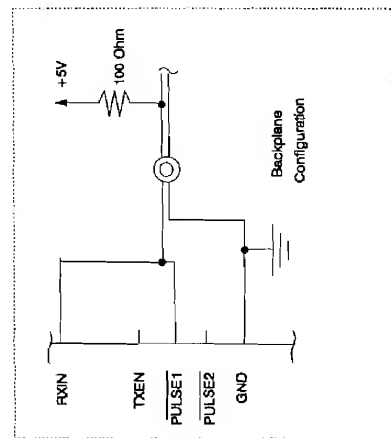 +5V
100 Ohm
Backplane
Configuration
RXIN
TXEN
PULSE1
PULSE2
GND